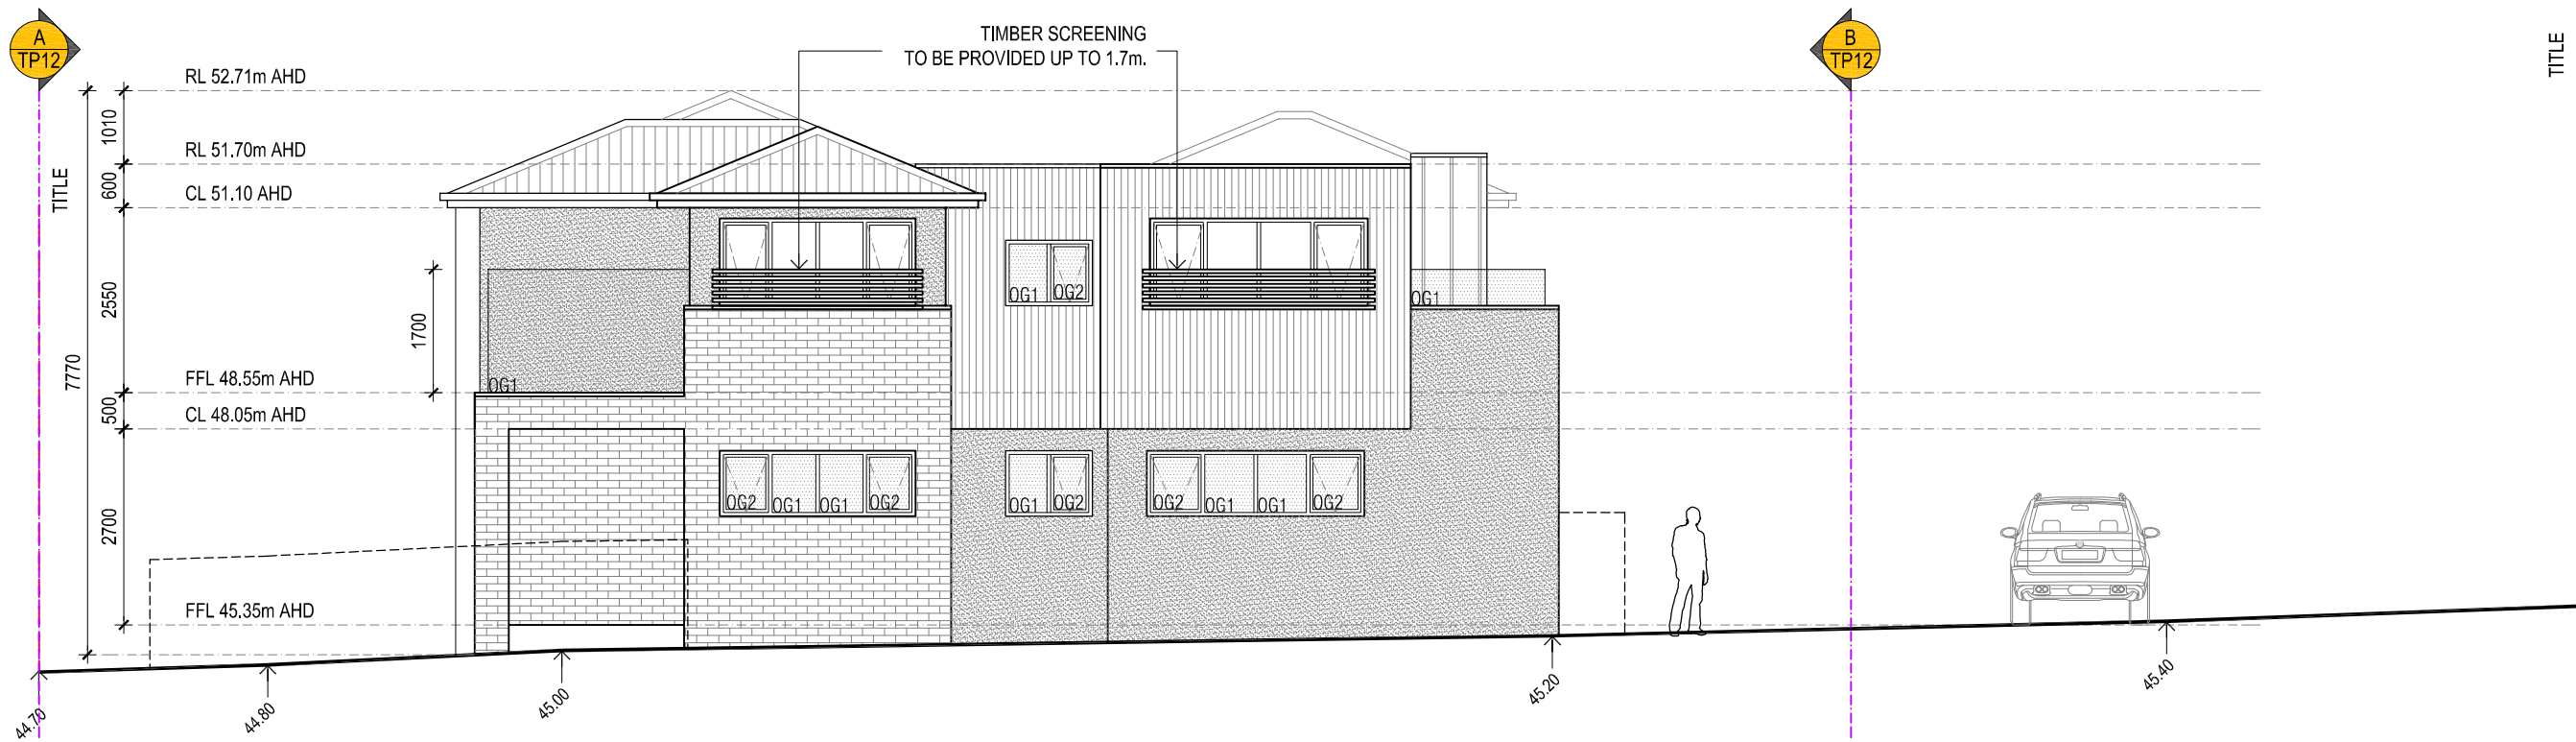 A
TP12
TIMBER SCREENING
TO BE PROVIDED UP TO 1.7m.
B
TP12
TITLE
RL 52.71m AHD
1010
RL 51.70m AHD
600
TITLE
CL 51.10 AHD
2550
1700
7770
FFL 48.55m AHD
500
CL 48.05m AHD
2700
FFL 45.35m AHD
OG1
OG2
OG1
OG1
OG2
OG1
OG1
OG2
OG1
OG2
OG2
OG1
OG1
OG2
44.70
44.80
45.00
45.20
45.40